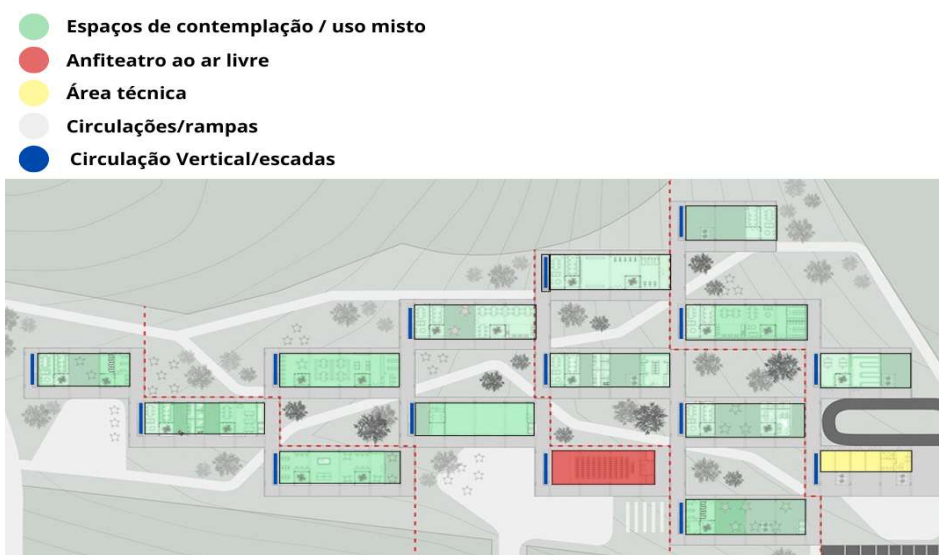 Espaços de contemplação / uso misto
Anfiteatro ao ar livre
Área técnica
Circulações/rampas
Circulação Vertical/escadas